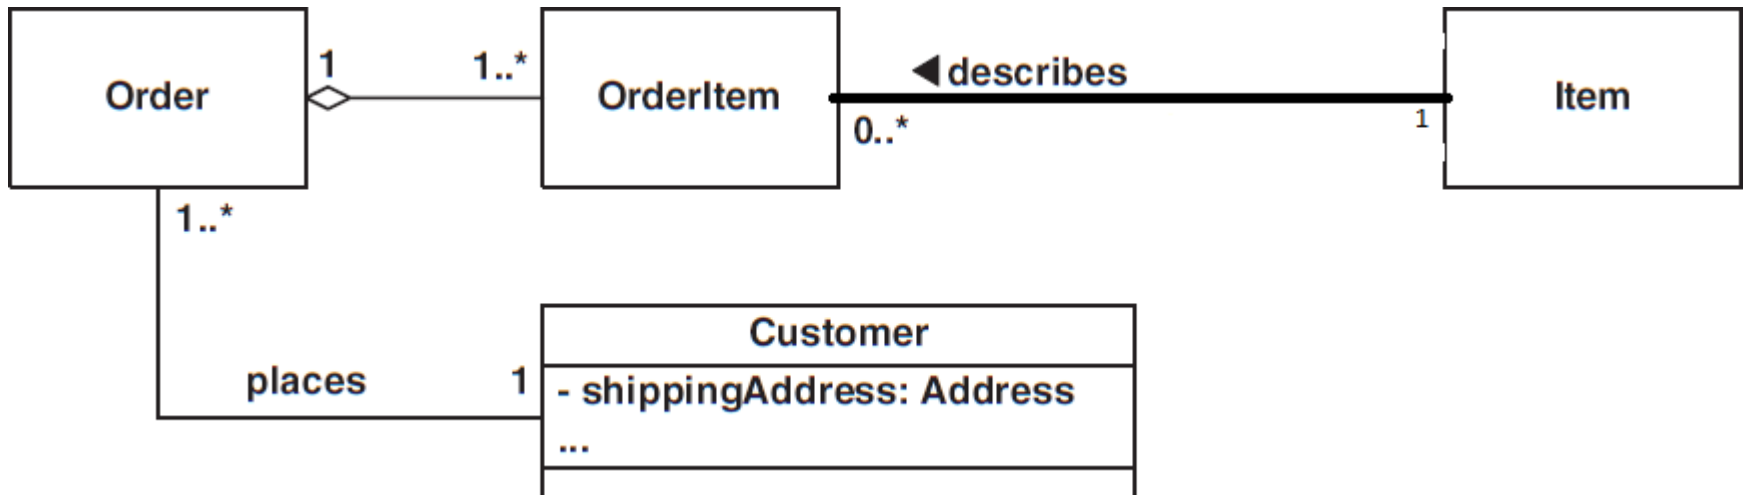 Order
1
1..*
OrderItem
◀ describes
0..*
1
Item
1..*
places
1
Customer
- shippingAddress: Address
...